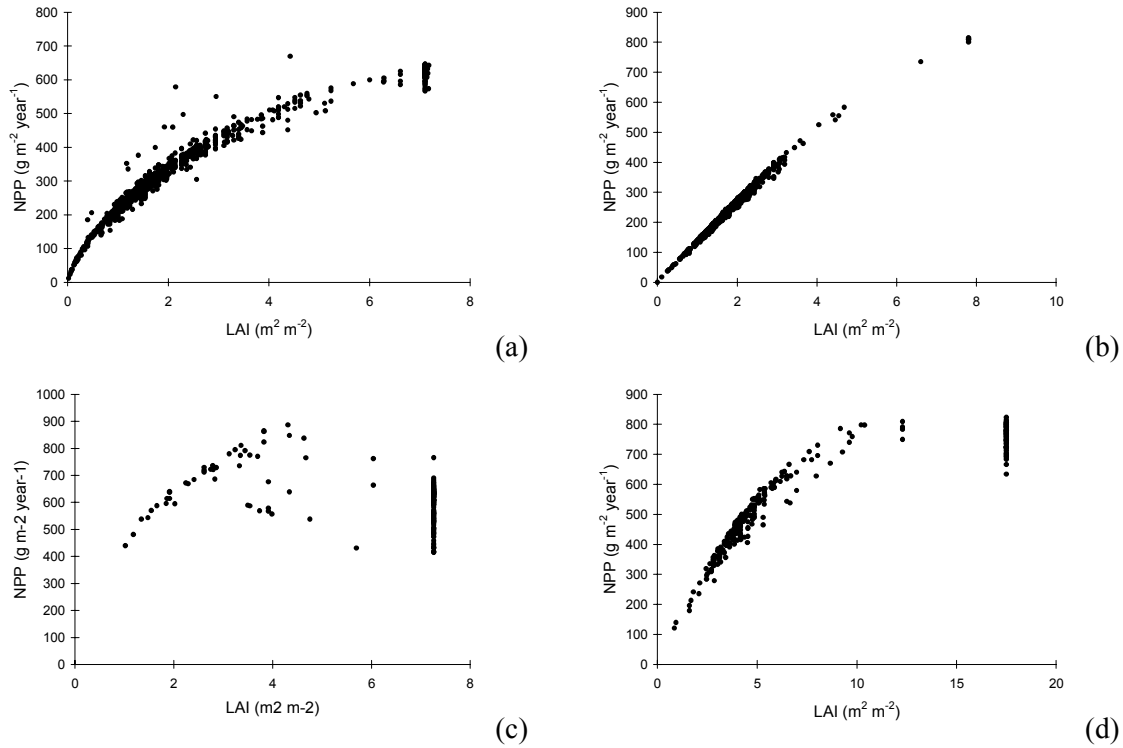 800
700
600
500
400
300
200
100
0
NPP (g m⁻² year⁻¹)
0 2 4 6 8
LAI (m² m⁻²)
(a)
900
800
700
600
500
400
300
200
100
0
NPP (g m⁻² year⁻¹)
0 2 4 6 8 10
LAI (m² m⁻²)
(b)
1000
900
800
700
600
500
400
300
200
100
0
NPP (g m-2 year-1)
0 2 4 6 8
LAI (m2 m-2)
(c)
900
800
700
600
500
400
300
200
100
0
NPP (g m⁻² year⁻¹)
0 5 10 15 20
LAI (m² m⁻²)
(d)